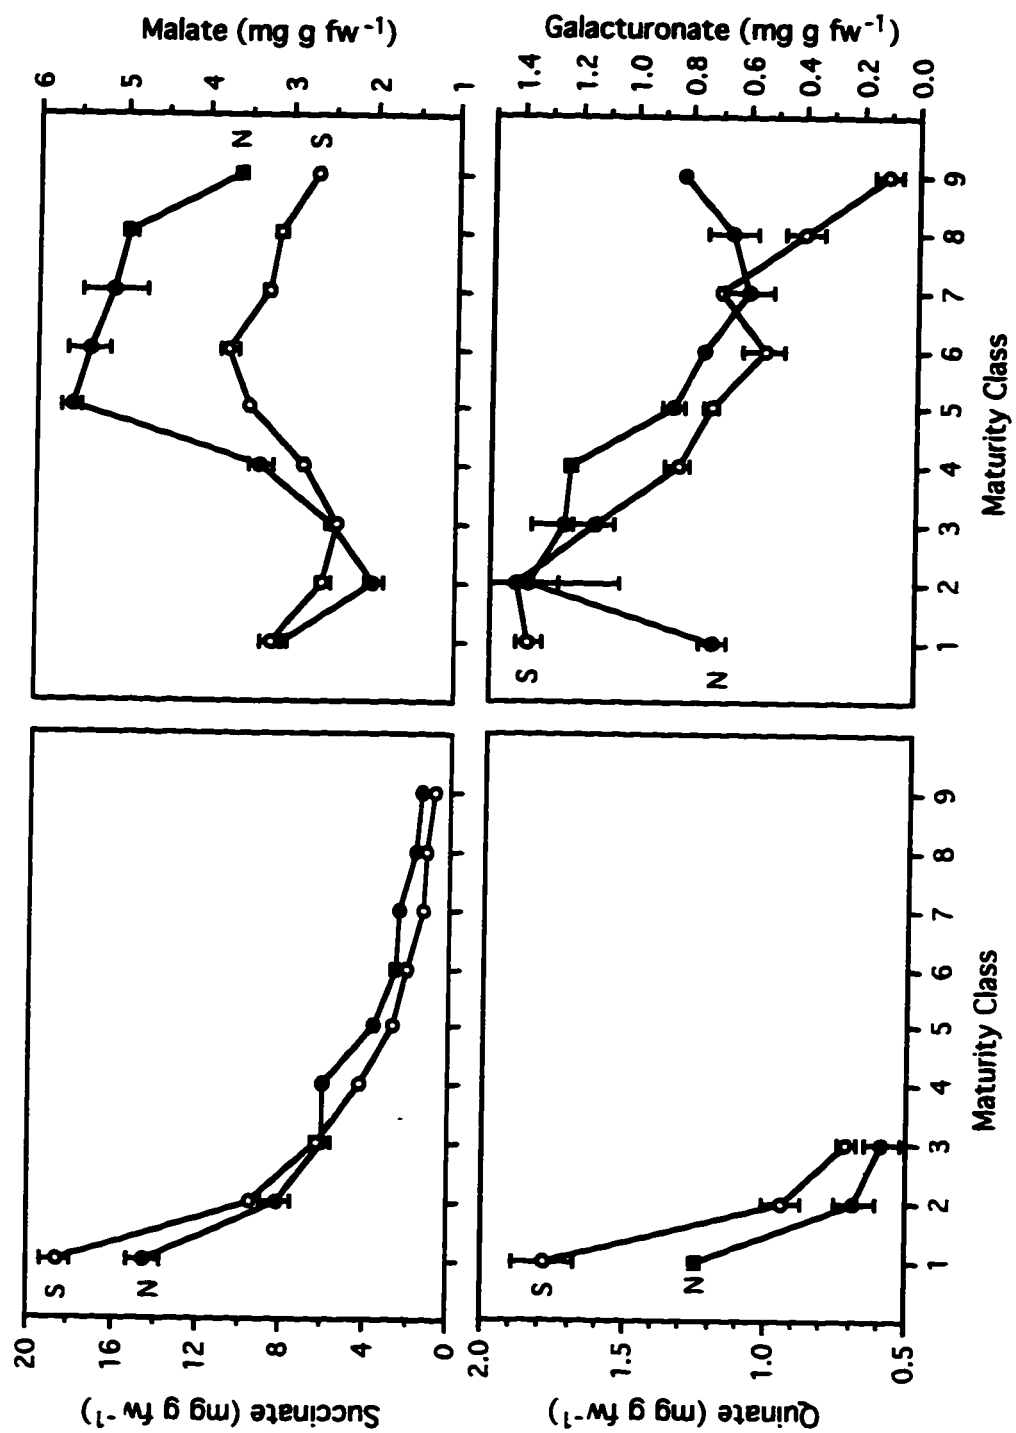 Succinate (mg g fw⁻¹)
20
16
12
8
4
0
S
N
Malate (mg g fw⁻¹)
6
5
4
3
2
1
N
S
Quinate (mg g fw⁻¹)
2.0
1.5
1.0
0.5
S
N
1 2 3 4 5 6 7 8 9
Maturity Class
Galacturonate (mg g fw⁻¹)
1.4
1.2
1.0
0.8
0.6
0.4
0.2
0.0
S
N
1 2 3 4 5 6 7 8 9
Maturity Class